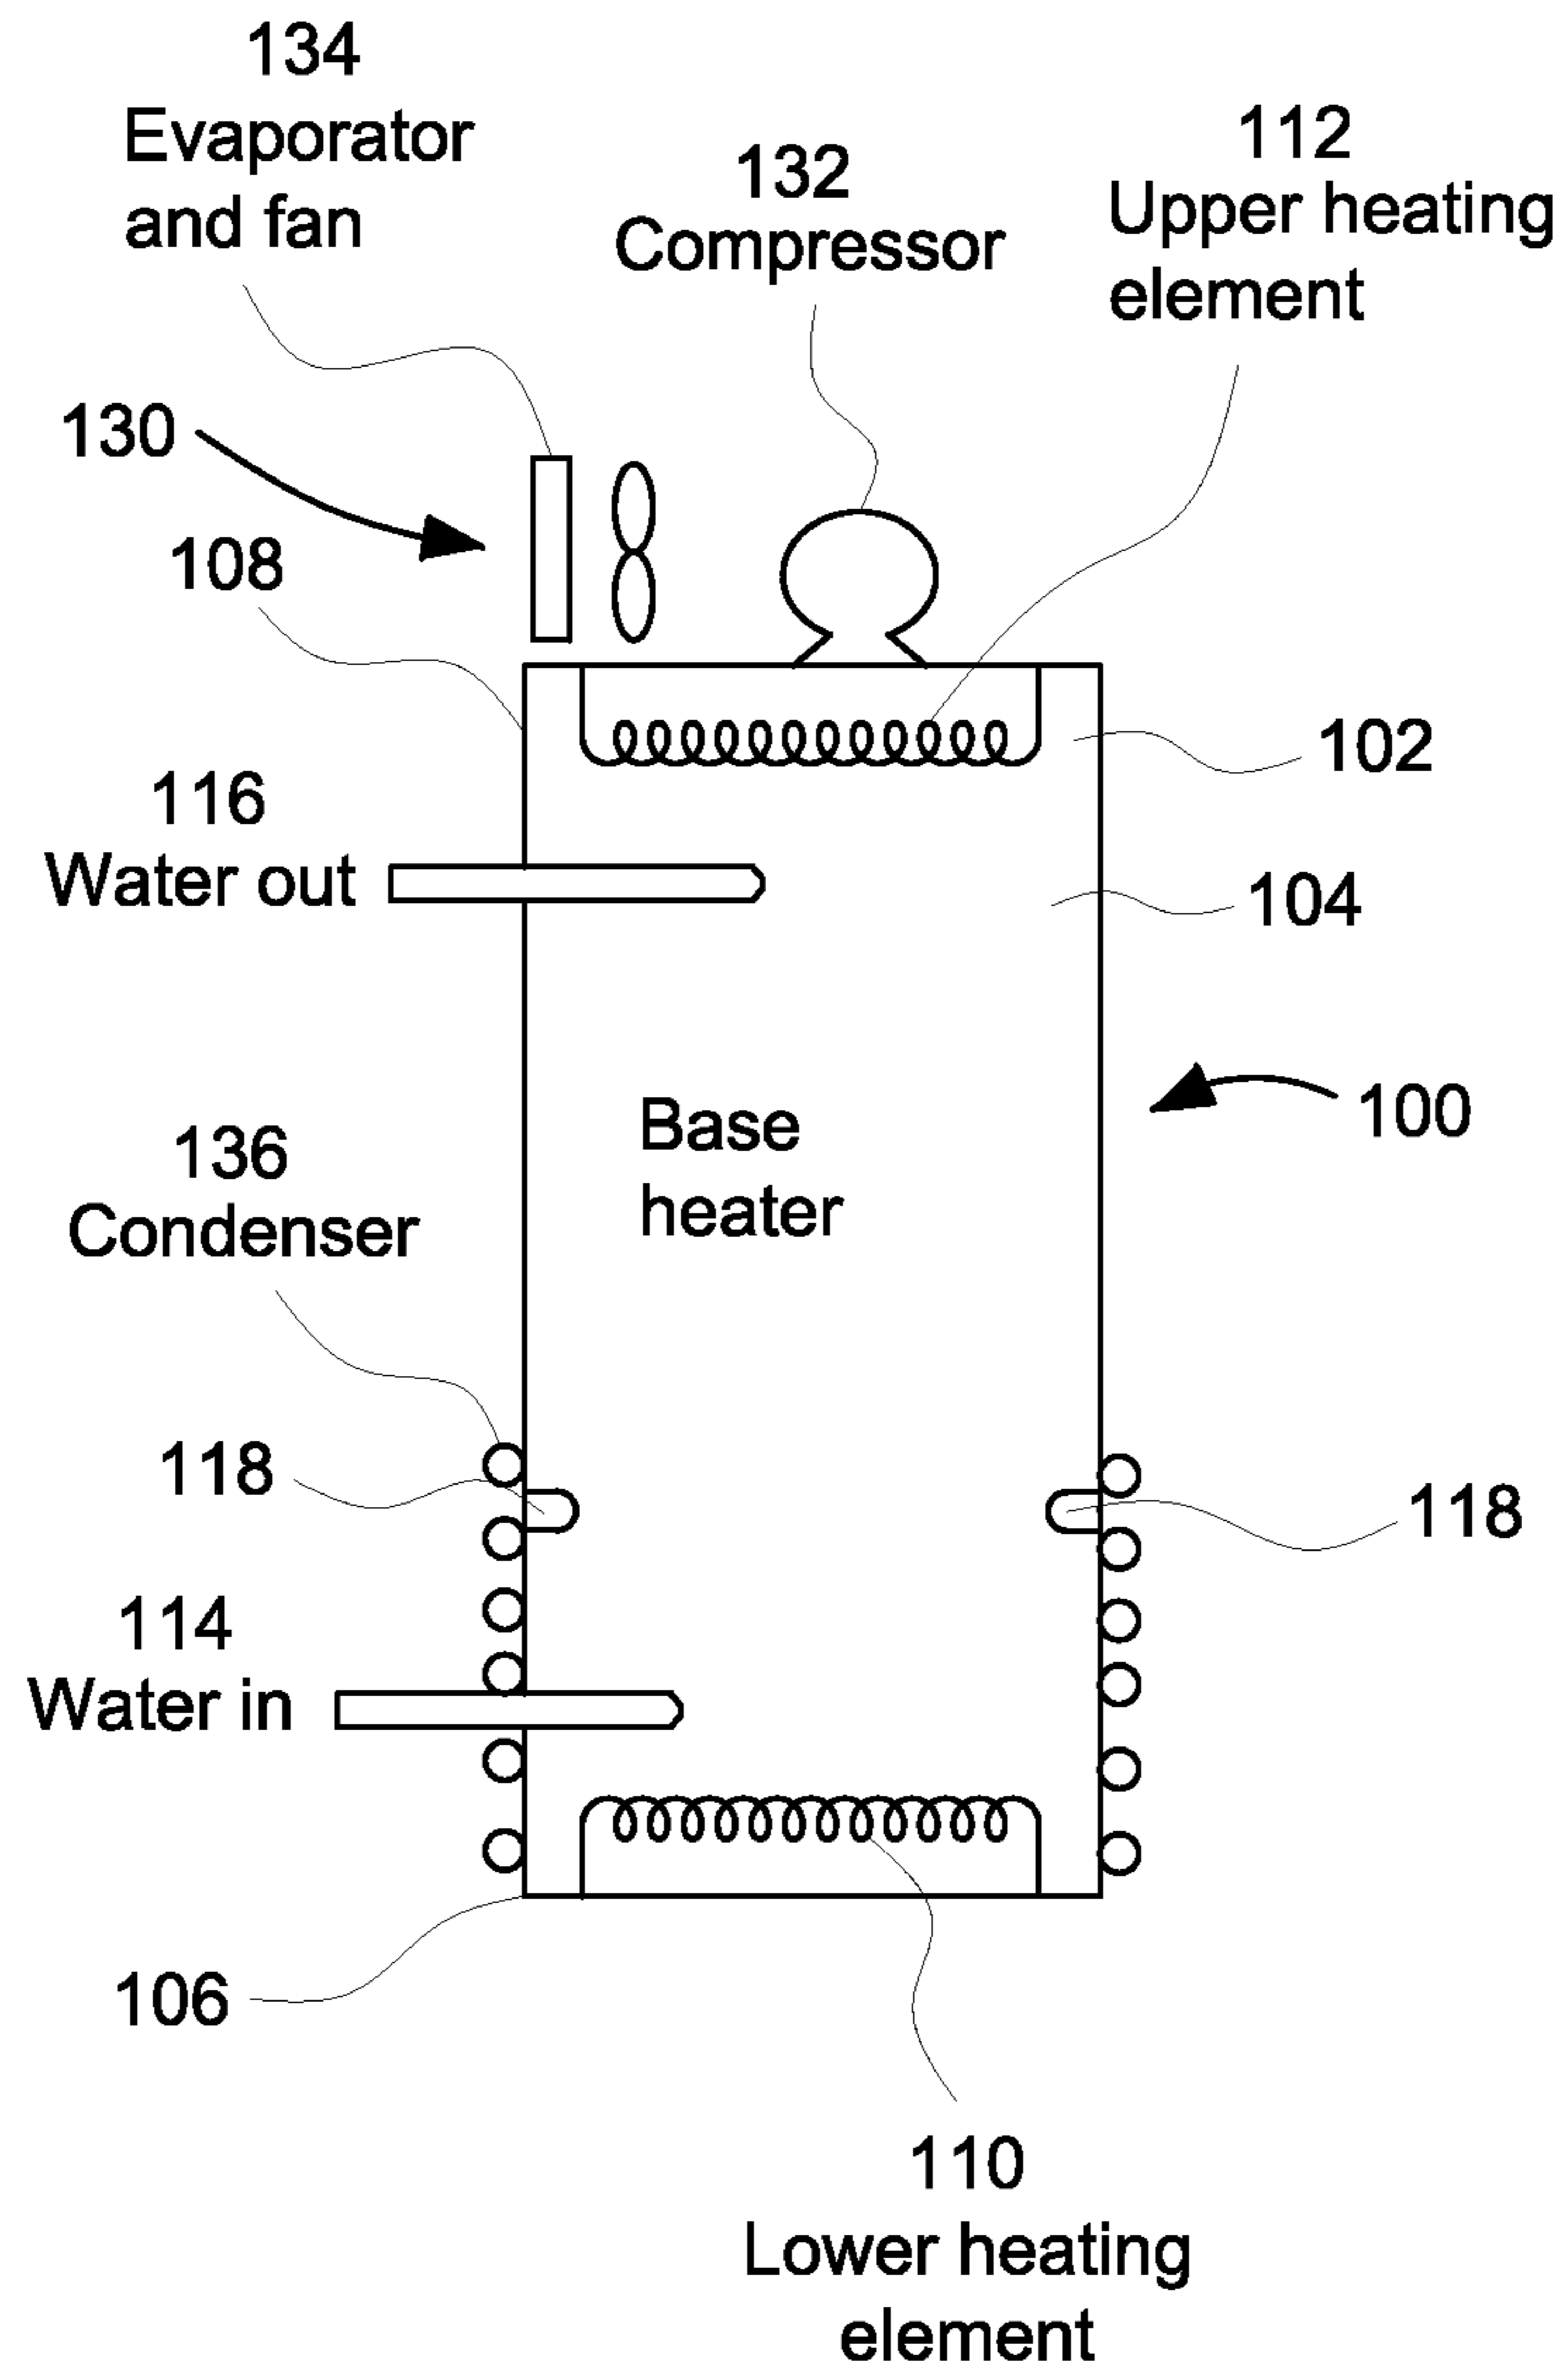 134
Evaporator
and fan
132
Compressor
112
Upper heating
element
130
108
102
116
Water out
104
100
Base
heater
136
Condenser
118
118
114
Water in
106
110
Lower heating
element